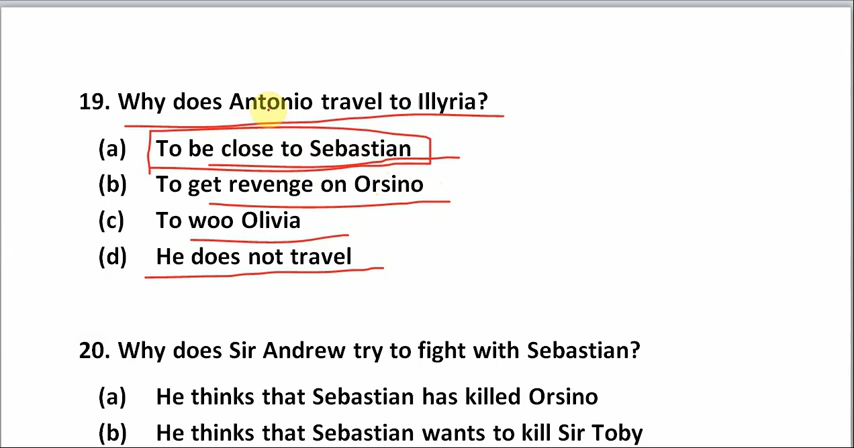 19. Why does Antonio travel to Illyria?
(a) To be close to Sebastian
(b) To get revenge on Orsino
(c) To woo Olivia
(d) He does not travel
20. Why does Sir Andrew try to fight with Sebastian?
(a) He thinks that Sebastian has killed Orsino
(b) He thinks that Sebastian wants to kill Sir Toby